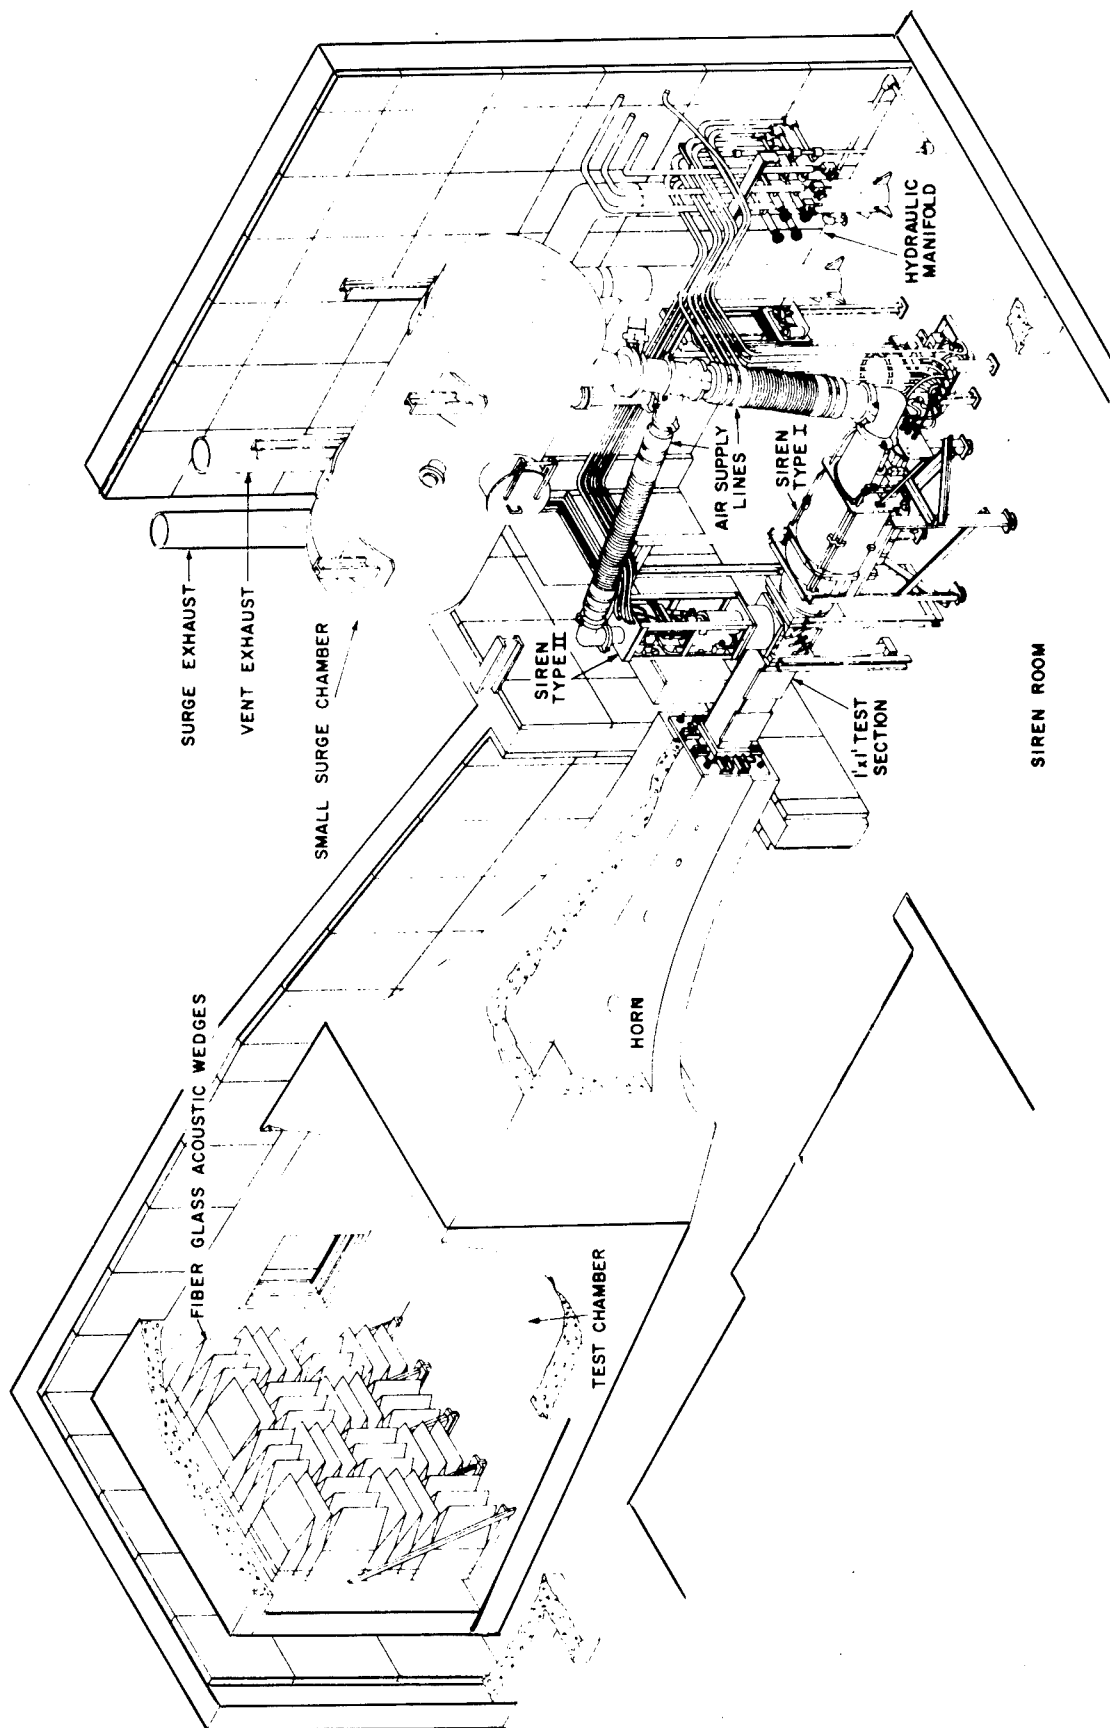 SURGE EXHAUST
VENT EXHAUST
SMALL SURGE CHAMBER
FIBER GLASS ACOUSTIC WEDGES
SIREN
TYPE II
AIR SUPPLY
LINES
SIREN
TYPE I
HYDRAULIC
MANIFOLD
1'x1' TEST
SECTION
HORN
TEST CHAMBER
SIREN ROOM